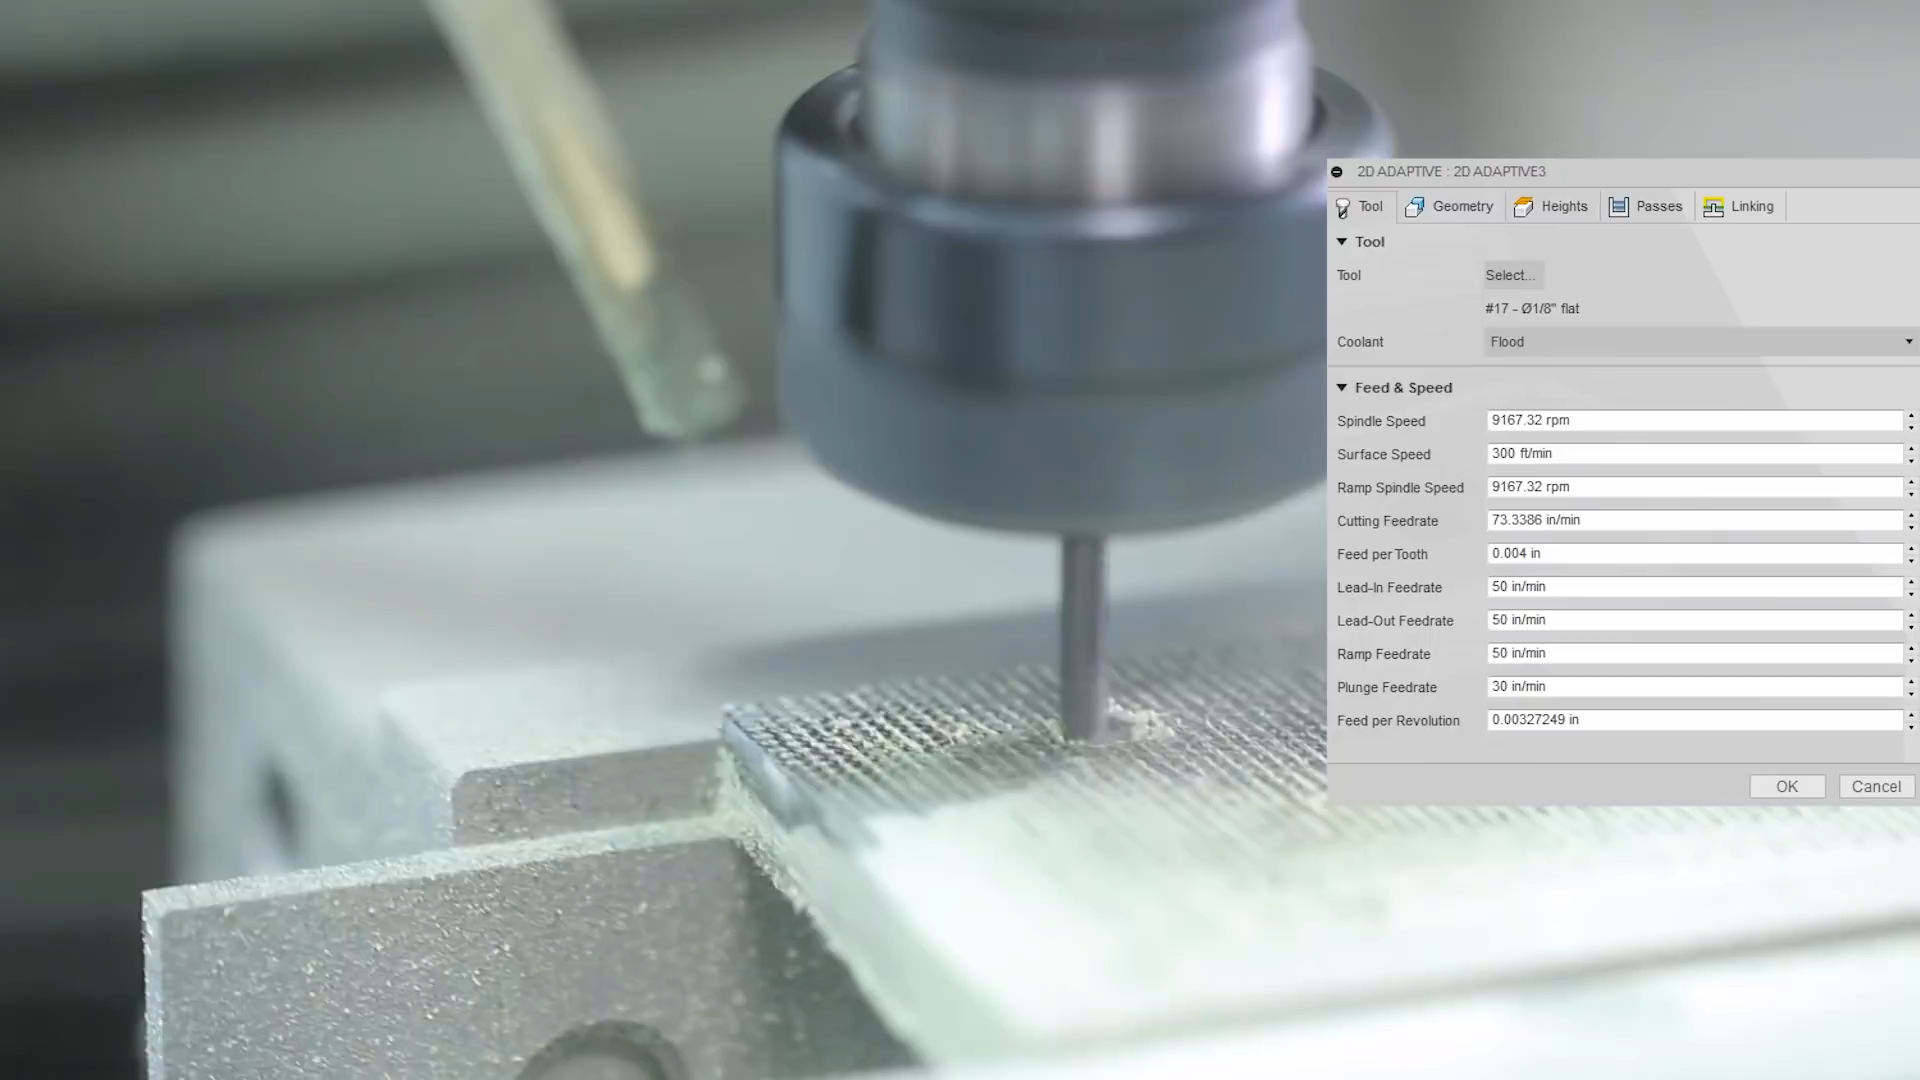 2D ADAPTIVE : 2D ADAPTIVE3
Tool Geometry Heights Passes Linking
Tool
Tool Select...
#17 - Ø1/8" flat
Coolant Flood
Feed & Speed
Spindle Speed 9167.32 rpm
Surface Speed 300 ft/min
Ramp Spindle Speed 9167.32 rpm
Cutting Feedrate 73.3386 in/min
Feed per Tooth 0.004 in
Lead-In Feedrate 50 in/min
Lead-Out Feedrate 50 in/min
Ramp Feedrate 50 in/min
Plunge Feedrate 30 in/min
Feed per Revolution 0.00327249 in
OK Cancel